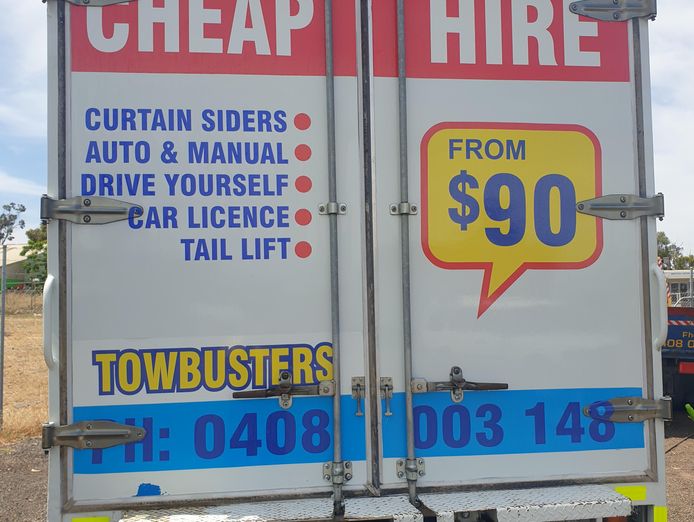 CHEAP HIRE
CURTAIN SIDERS
AUTO & MANUAL
DRIVE YOURSELF
CAR LICENCE
TAIL LIFT
FROM
$90
TOWBUSTERS
PH: 0408 003 148